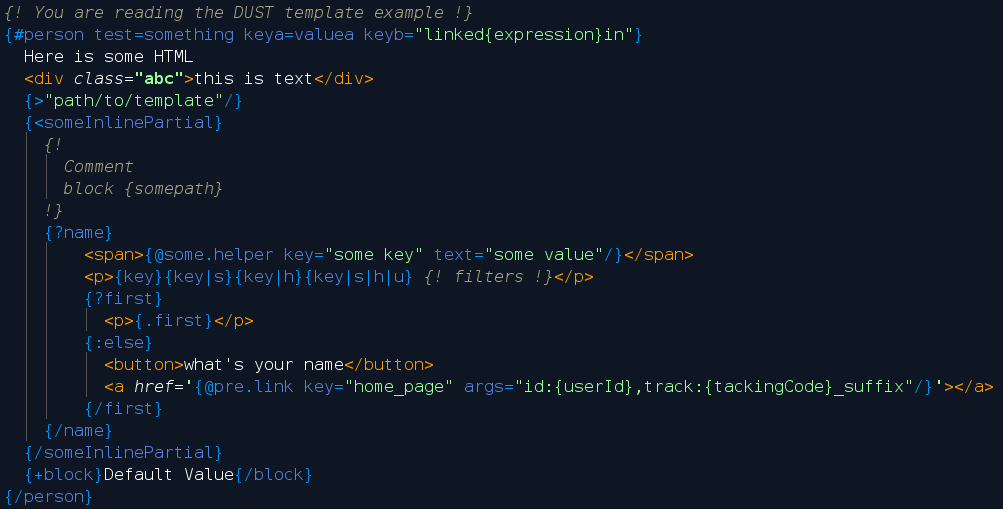 {! You are reading the DUST template example !}
{#person test=something keya=valuea keyb="linked{expression}in"}
  Here is some HTML
  <div class="abc">this is text</div>
  {>"path/to/template"/}
  {<someInlinePartial}
    {!
      Comment
      block {somepath}
    !}
    {?name}
        <span>{@some.helper key="some key" text="some value"/}</span>
        <p>{key}{key|s}{key|h}{key|s|h|u} {! filters !}</p>
        {?first}
          <p>{.first}</p>
        {:else}
          <button>what's your name</button>
          <a href='{@pre.link key="home_page" args="id:{userId},track:{tackingCode}_suffix"/}'></a>
        {/first}
    {/name}
  {/someInlinePartial}
  {+block}Default Value{/block}
{/person}